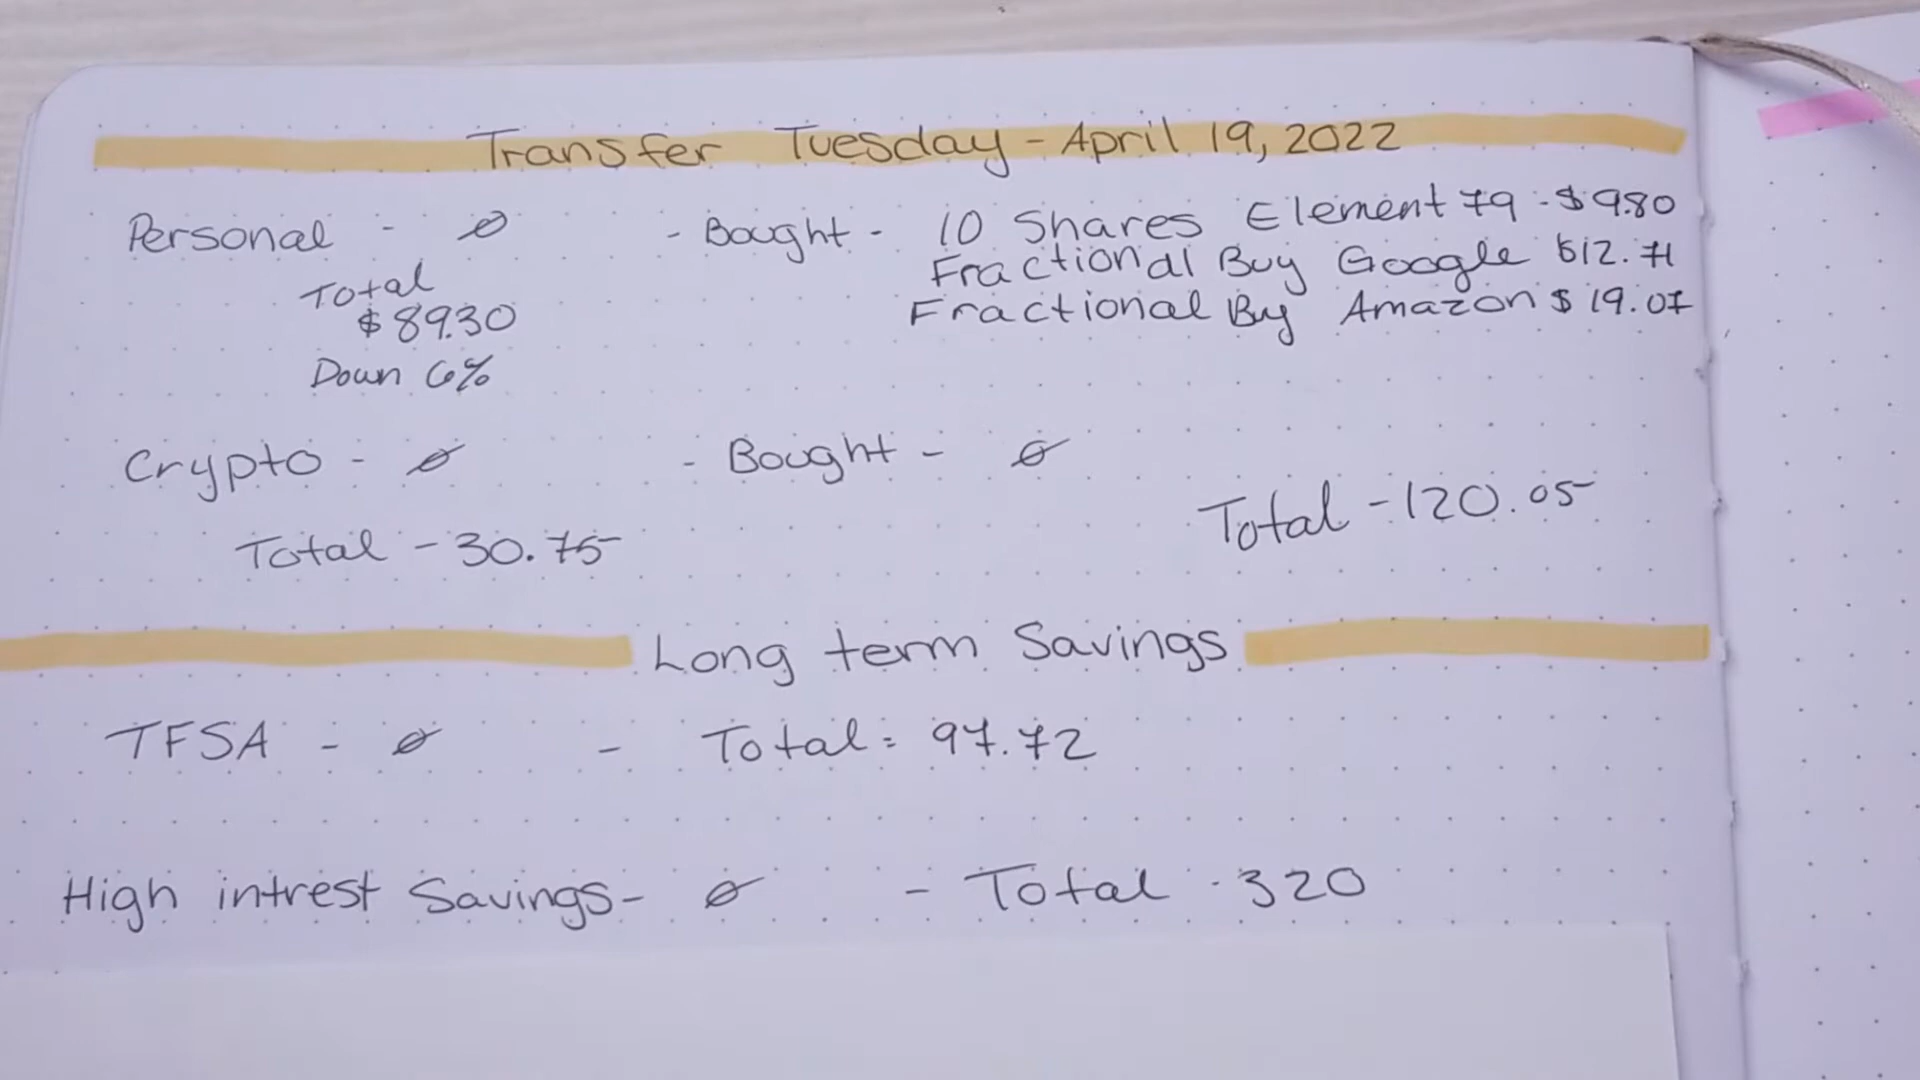 Transfer Tuesday - April 19, 2022
Personal - ∅ - Bought - 10 Shares Element 79 - $9.80
Fractional Buy Google $12.71
Fractional By Amazon $19.07
Total
$89.30
Down 6%
Crypto - ∅ - Bought - ∅
Total - 30.75
Total - 120.05
Long term Savings
TFSA - ∅ - Total: 97.72
High intrest Savings - ∅ - Total - 320